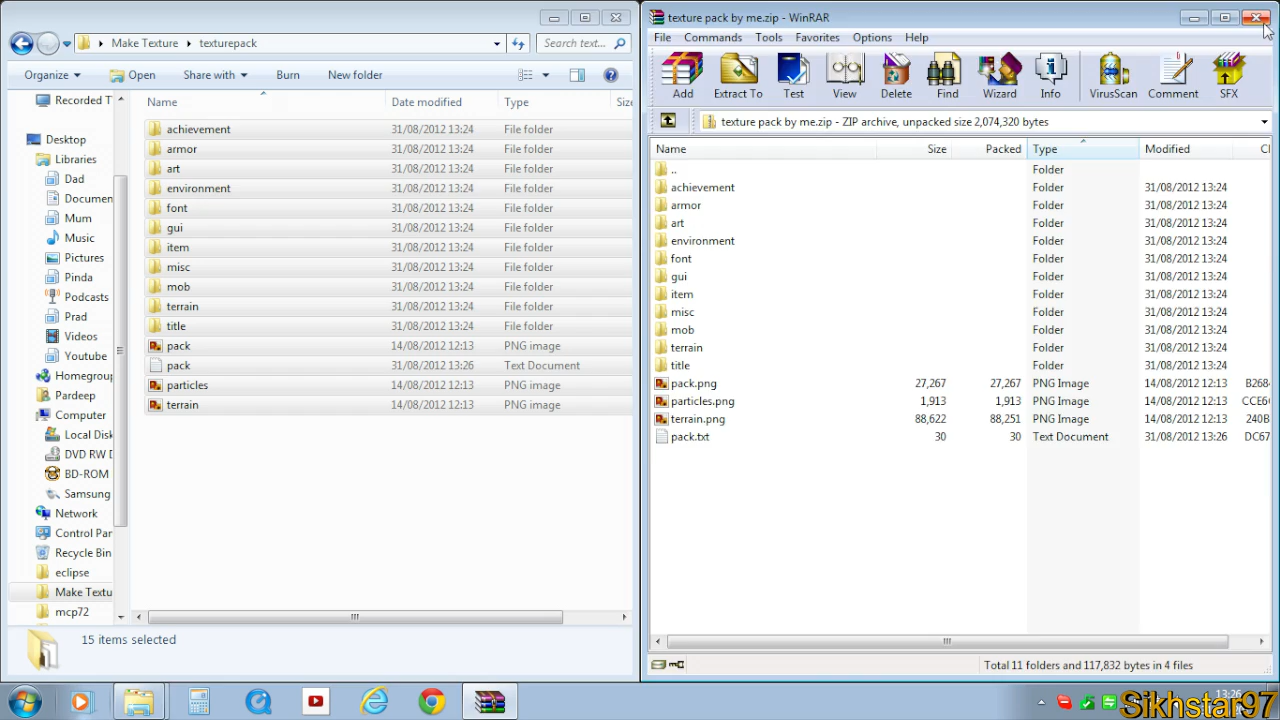 Make Texture texturepack
Search text...
Organize Open Share with Burn New folder
Recorded T
Desktop
Libraries
Dad
Documen
Mum
Music
Pictures
Pinda
Podcasts
Prad
Videos
Youtube
Homegroup
Pardeep
Computer
Local Disk
DVD RW D
BD-ROM
Samsung
Network
Control Par
Recycle Bin
eclipse
Make Textu
mcp72
Name Date modified Type Size
achievement 31/08/2012 13:24 File folder
armor 31/08/2012 13:24 File folder
art 31/08/2012 13:24 File folder
environment 31/08/2012 13:24 File folder
font 31/08/2012 13:24 File folder
gui 31/08/2012 13:24 File folder
item 31/08/2012 13:24 File folder
misc 31/08/2012 13:24 File folder
mob 31/08/2012 13:24 File folder
terrain 31/08/2012 13:24 File folder
title 31/08/2012 13:24 File folder
pack 14/08/2012 12:13 PNG image
pack 31/08/2012 13:26 Text Document
particles 14/08/2012 12:13 PNG image
terrain 14/08/2012 12:13 PNG image
15 items selected
texture pack by me.zip - WinRAR
File Commands Tools Favorites Options Help
Add Extract To Test View Delete Find Wizard Info VirusScan Comment SFX
texture pack by me.zip - ZIP archive, unpacked size 2,074,320 bytes
Name Size Packed Type Modified
.. Folder
achievement Folder 31/08/2012 13:24
armor Folder 31/08/2012 13:24
art Folder 31/08/2012 13:24
environment Folder 31/08/2012 13:24
font Folder 31/08/2012 13:24
gui Folder 31/08/2012 13:24
item Folder 31/08/2012 13:24
misc Folder 31/08/2012 13:24
mob Folder 31/08/2012 13:24
terrain Folder 31/08/2012 13:24
title Folder 31/08/2012 13:24
pack.png 27,267 27,267 PNG Image 14/08/2012 12:13 B268
particles.png 1,913 1,913 PNG Image 14/08/2012 12:13 CCE6
terrain.png 88,622 88,251 PNG Image 14/08/2012 12:13 240B
pack.txt 30 30 Text Document 31/08/2012 13:26 DC67
Total 11 folders and 117,832 bytes in 4 files
13:26
Sikhstar97